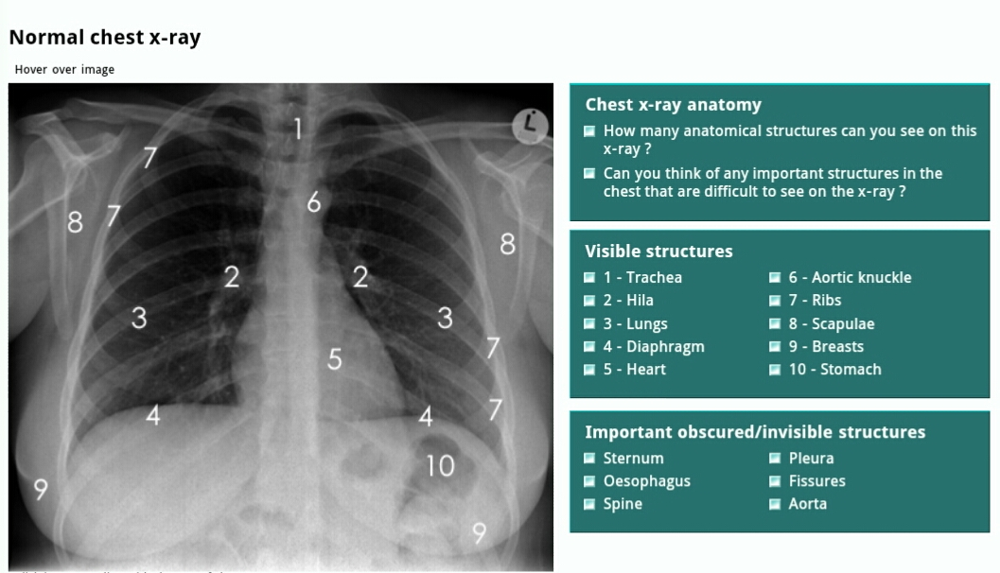 Normal chest x-ray
Hover over image
L
1
7
7
8
6
8
2
2
3
3
5
7
4
4
7
10
9
9
Chest x-ray anatomy
How many anatomical structures can you see on this
x-ray ?
Can you think of any important structures in the
chest that are difficult to see on the x-ray ?
Visible structures
1 - Trachea
2 - Hila
3 - Lungs
4 - Diaphragm
5 - Heart
6 - Aortic knuckle
7 - Ribs
8 - Scapulae
9 - Breasts
10 - Stomach
Important obscured/invisible structures
Sternum
Oesophagus
Spine
Pleura
Fissures
Aorta